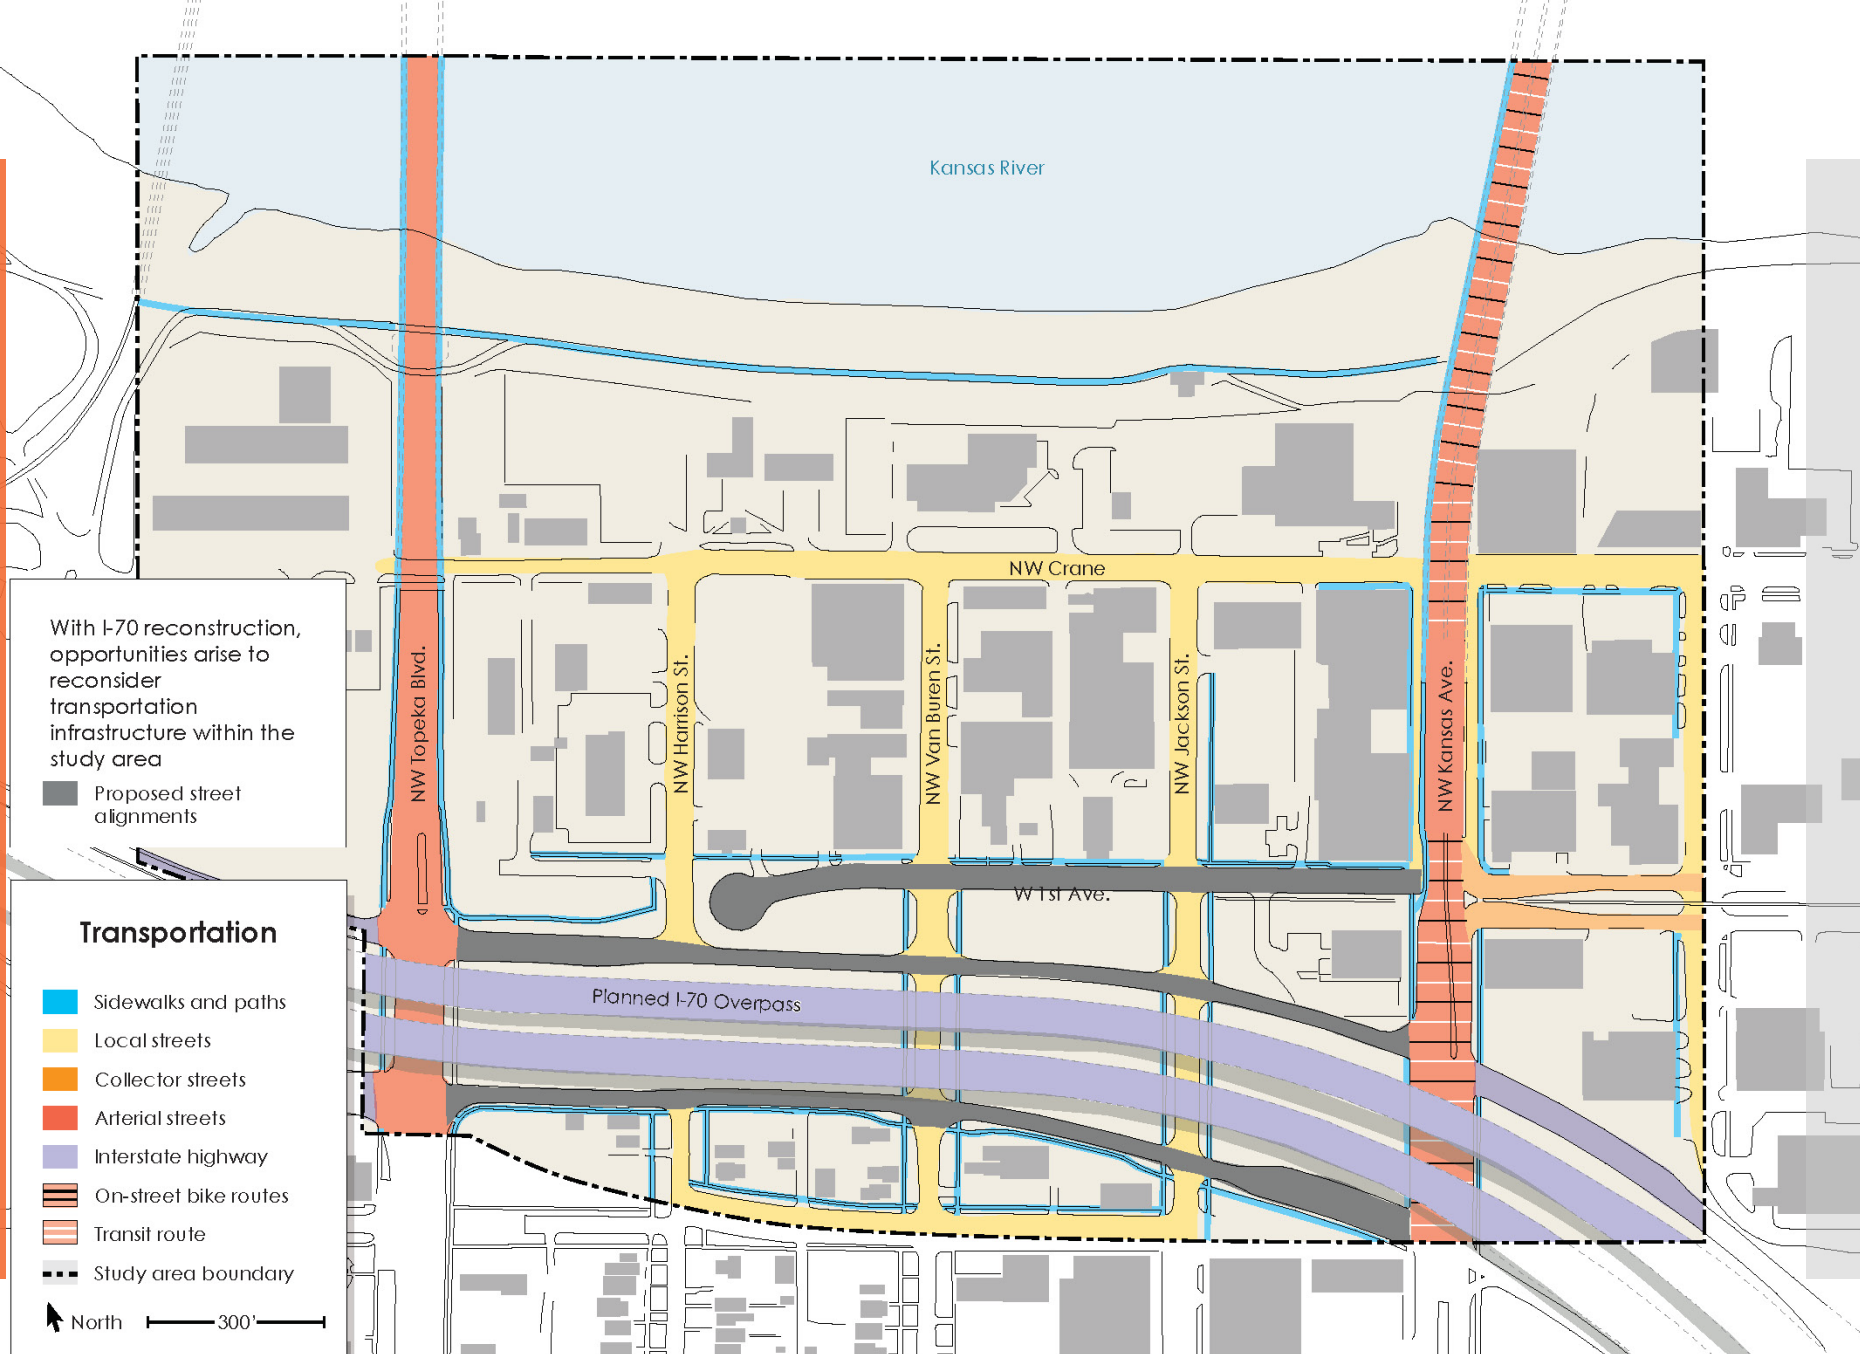 Kansas River
NW Crane
With I-70 reconstruction,
opportunities arise to
reconsider
transportation
infrastructure within the
study area
Proposed street
alignments
NW Topeka Blvd.
NW Harrison St.
NW Van Buren St.
NW Jackson St.
NW Kansas Ave.
W 1st Ave.
Planned I-70 Overpass
Transportation
Sidewalks and paths
Local streets
Collector streets
Arterial streets
Interstate highway
On-street bike routes
Transit route
Study area boundary
North 300'